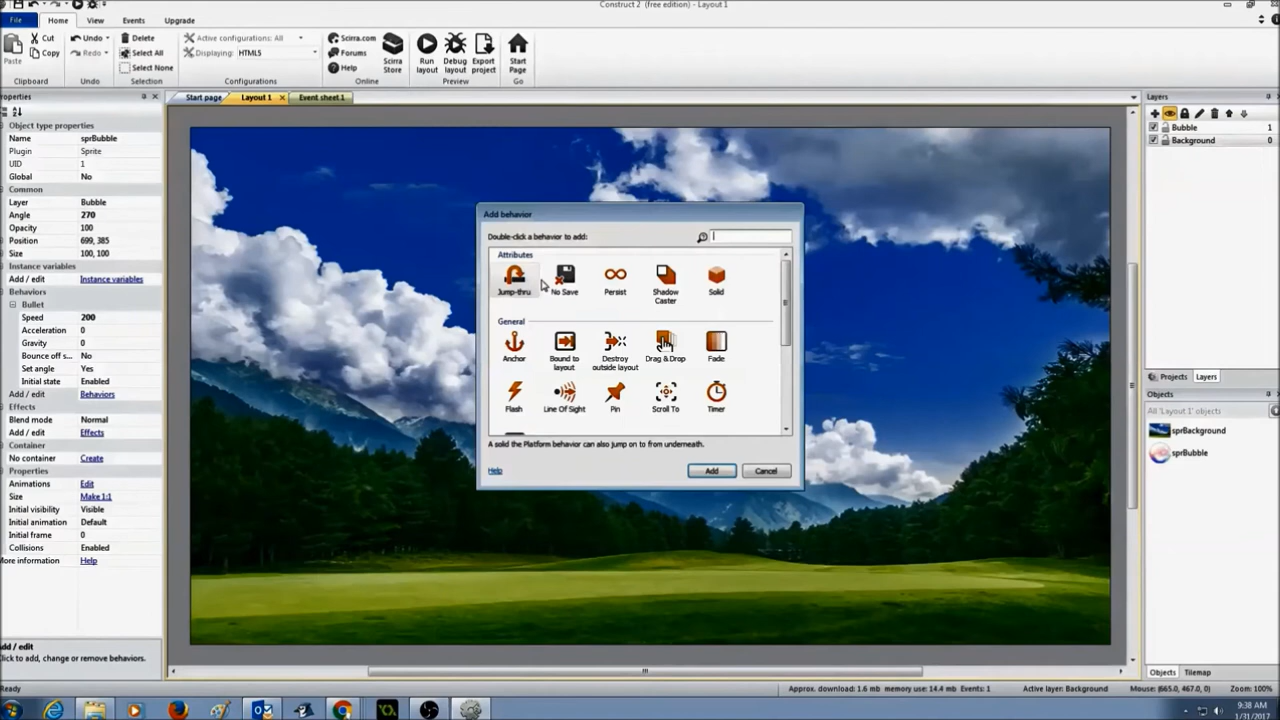 Construct 2 (free edition) - Layout 1
File Home View Events Upgrade
Paste Cut Copy Clipboard
Undo Redo Undo
Delete Select All Select None Selection
Active configurations: All
Displaying: HTML5
Configurations
Scirra.com Forums Help Scirra Store Online
Run layout Debug layout Export project Preview
Start Page Go
Start page Layout 1 Event sheet 1
Properties
Object type properties
Name sprBubble
Plugin Sprite
UID 1
Global No
Common
Layer Bubble
Angle 270
Opacity 100
Position 699, 385
Size 100, 100
Instance variables
Add / edit Instance variables
Behaviors
Bullet
Speed 200
Acceleration 0
Gravity 0
Bounce off s... No
Set angle Yes
Initial state Enabled
Add / edit Behaviors
Effects
Blend mode Normal
Add / edit Effects
Container
No container Create
Properties
Animations Edit
Size Make 1:1
Initial visibility Visible
Initial animation Default
Initial frame 0
Collisions Enabled
More information Help
Add / edit
Click to add, change or remove behaviors.
Add behavior
Double-click a behavior to add:
Attributes
Jump-thru No Save Persist Shadow Caster Solid
General
Anchor Bound to layout Destroy outside layout Drag & Drop Fade
Flash Line Of Sight Pin Scroll To Timer
A solid the Platform behavior can also jump on to from underneath.
Help Add Cancel
Layers
Bubble 1
Background 0
Projects Layers
Objects
All 'Layout 1' objects
sprBackground
sprBubble
Objects Tilemap
Ready Approx. download: 1.6 mb memory use: 14.4 mb Events: 1 Active layer: Background Mouse: (665.0, 467.0, 0) Zoom: 100%
9:38 AM
1/31/2017